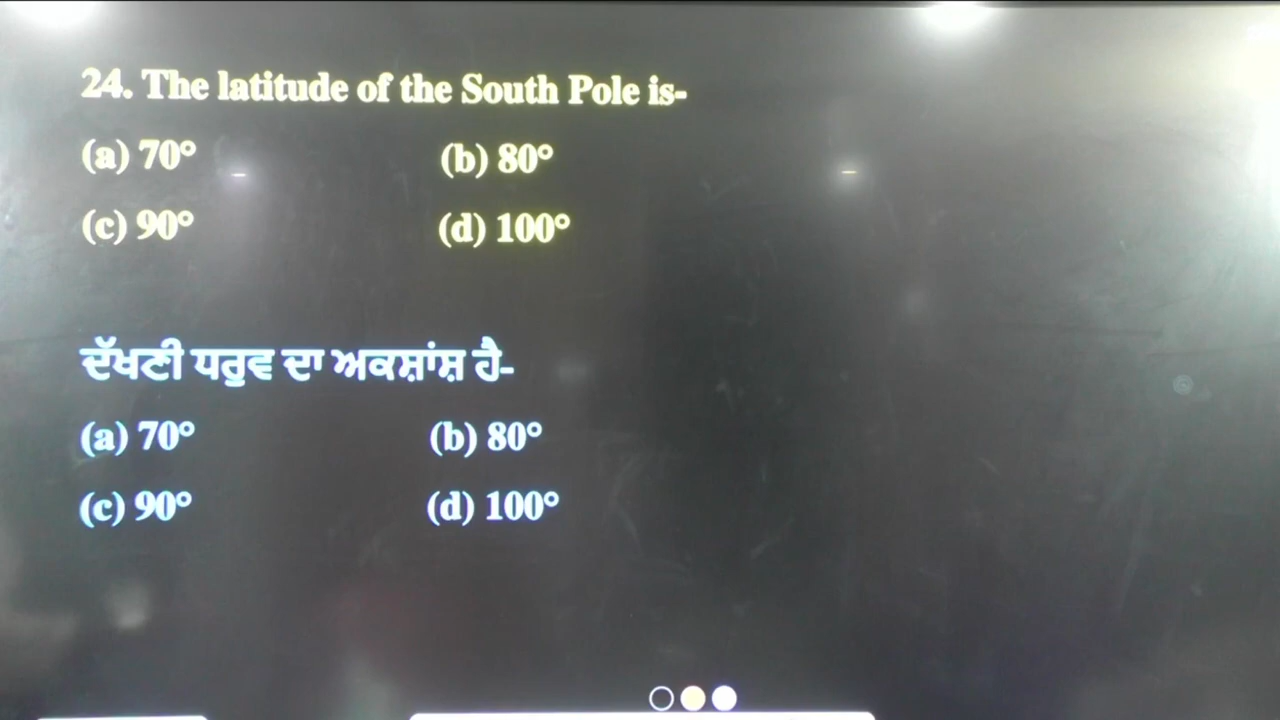 24. The latitude of the South Pole is-
(a) 70° (b) 80°
(c) 90° (d) 100°
ਦੱਖਣੀ ਧਰੁਵ ਦਾ ਅਕਸ਼ਾਂਸ਼ ਹੈ-
(a) 70° (b) 80°
(c) 90° (d) 100°